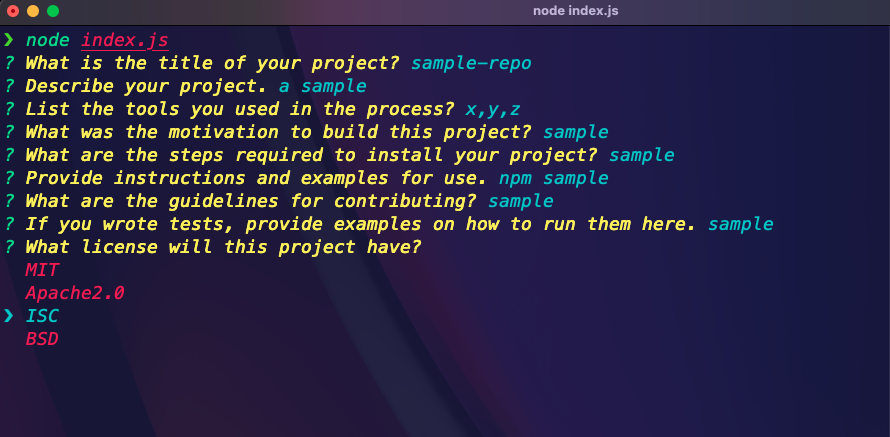 node index.js
❯ node index.js
? What is the title of your project? sample-repo
? Describe your project. a sample
? List the tools you used in the process? x,y,z
? What was the motivation to build this project? sample
? What are the steps required to install your project? sample
? Provide instructions and examples for use. npm sample
? What are the guidelines for contributing? sample
? If you wrote tests, provide examples on how to run them here. sample
? What license will this project have?
MIT
Apache2.0
❯ ISC
BSD